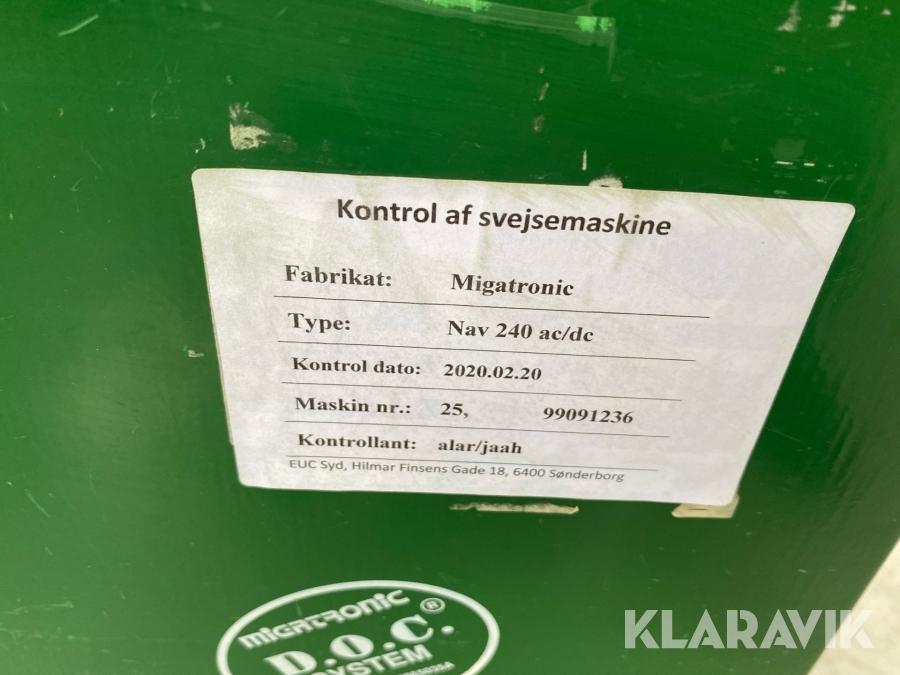 Kontrol af svejsemaskine
Fabrikat: Migatronic
Type: Nav 240 ac/dc
Kontrol dato: 2020.02.20
Maskin nr.: 25, 99091236
Kontrollant: alar/jaah
EUC Syd, Hilmar Finsens Gade 18, 6400 Sønderborg
MIGATRONIC ®
D.O.C.
SYSTEM
KLARAVIK